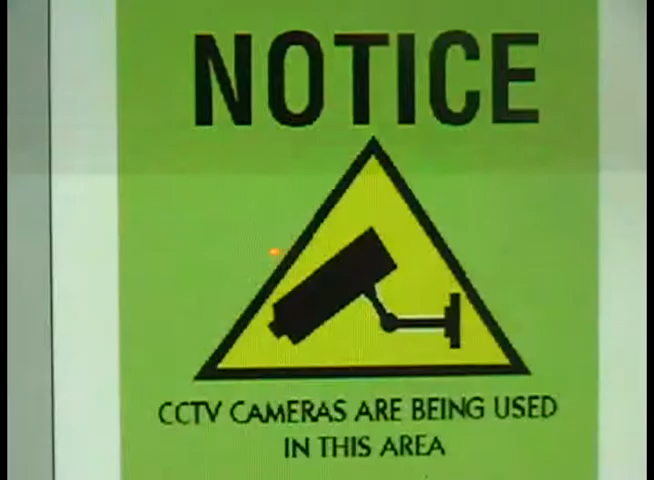 NOTICE
CCTV CAMERAS ARE BEING USED
IN THIS AREA